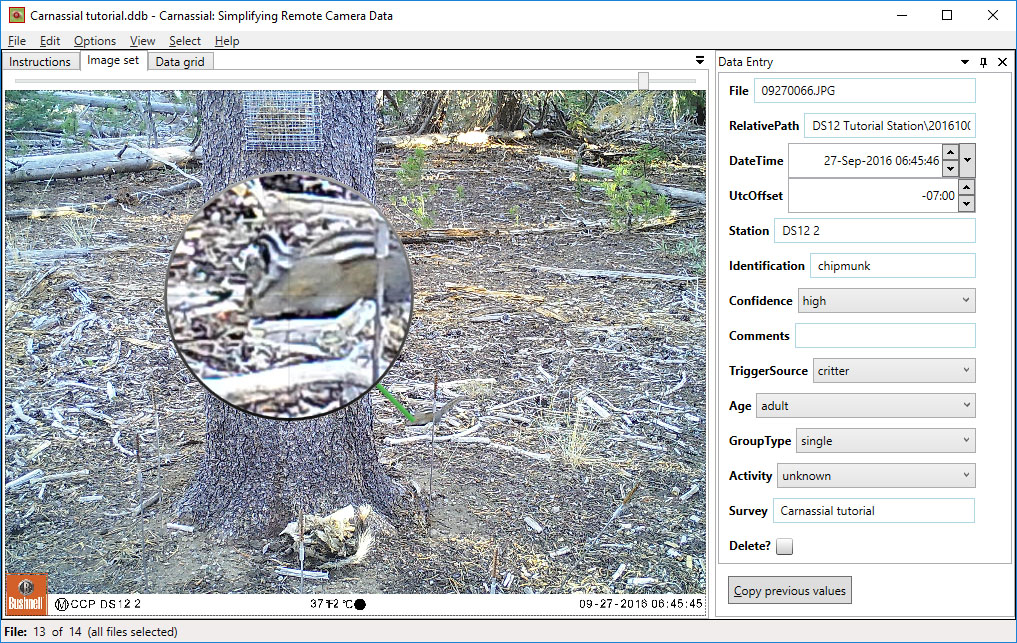 Carnassial tutorial.ddb - Carnassial: Simplifying Remote Camera Data
File Edit Options View Select Help
Instructions Image set Data grid
Data Entry
File 09270066.JPG
RelativePath DS12 Tutorial Station\201610
DateTime 27-Sep-2016 06:45:46
UtcOffset -07:00
Station DS12 2
Identification chipmunk
Confidence high
Comments
TriggerSource critter
Age adult
GroupType single
Activity unknown
Survey Carnassial tutorial
Delete?
Copy previous values
Bushnell
M CCP DS12 2 37°F2 °C 09-27-2016 06:45:45
File: 13 of 14 (all files selected)